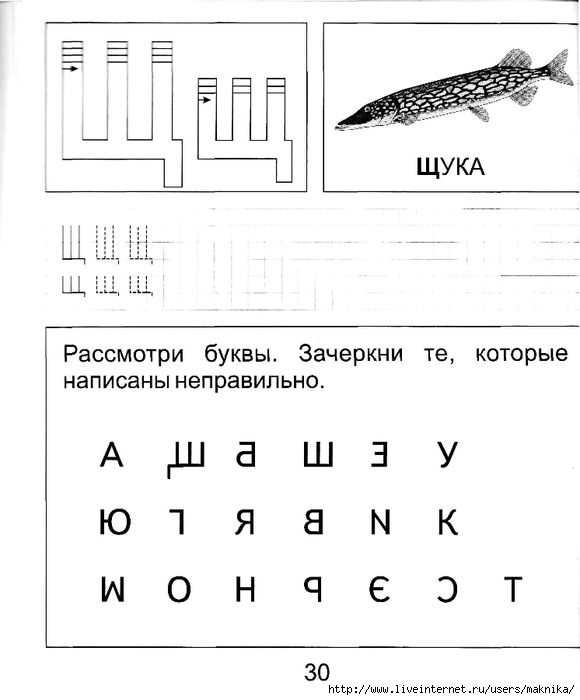 ЩУКА
Рассмотри буквы. Зачеркни те, которые
написаны неправильно.
А Щ Б Ш Е У
Ю Г Я В И К
М О Н Р Э С Т
30
http://www.liveinternet.ru/users/maknika/